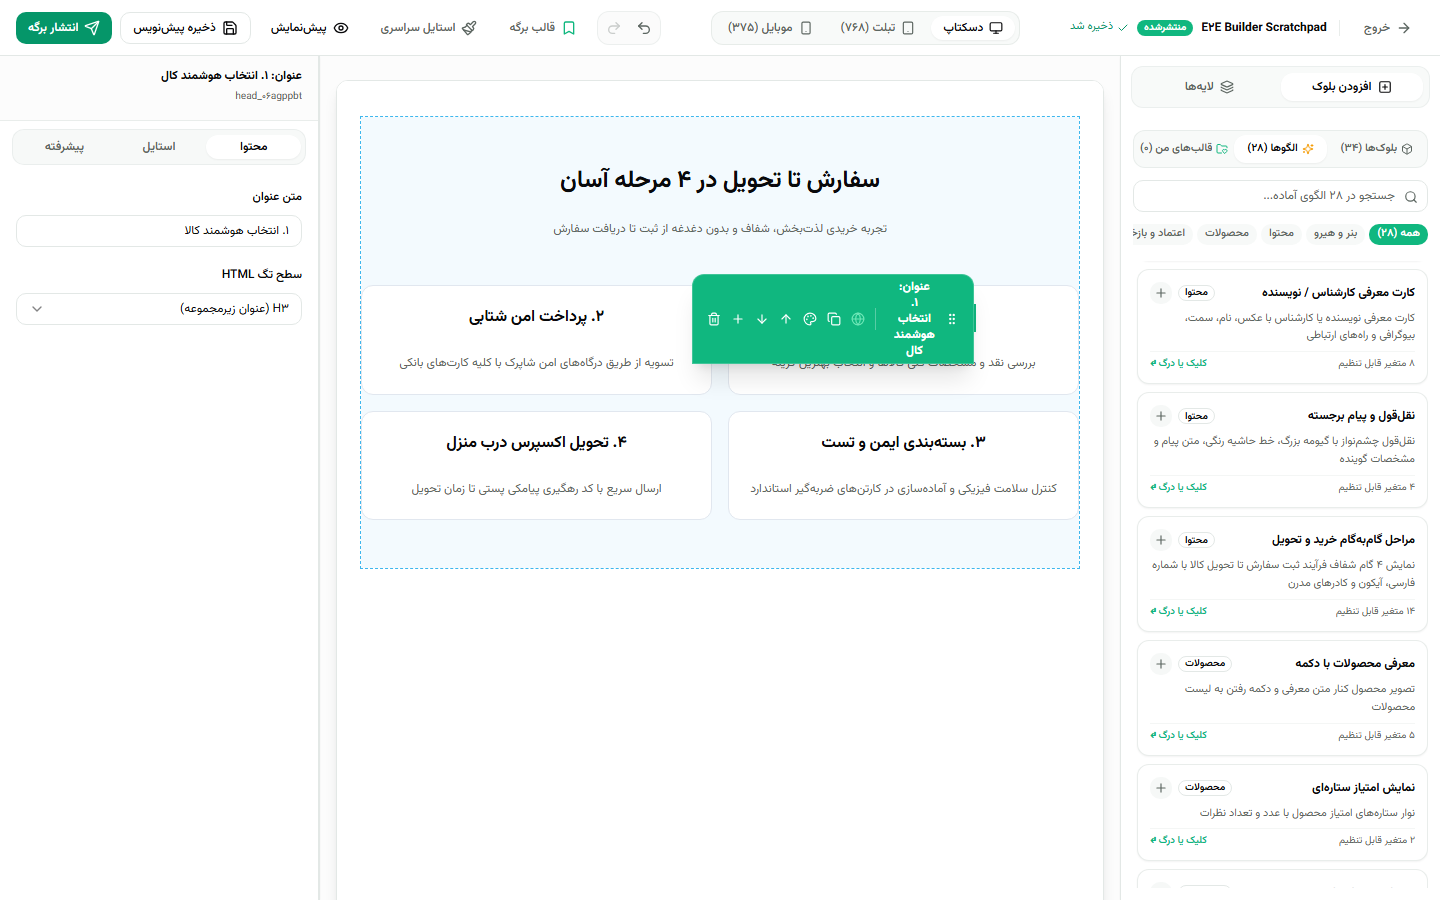 خروج
E2E Builder Scratchpad
منتشرشده
ذخیره شد
دسکتاپ
تبلت (۷۶۸)
موبایل (۳۷۵)
قالب برگه
استایل سراسری
پیش‌نمایش
ذخیره پیش‌نویس
انتشار برگه
افزودن بلوک
لایه‌ها
بلوک‌ها (۳۴)
الگوها (۲۸)
قالب‌های من (۰)
جستجو در ۲۸ الگوی آماده...
همه (۲۸)
بنر و هیرو
محتوا
محصولات
اعتماد و بازخ
کارت معرفی کارشناس / نویسنده
محتوا
کارت معرفی نویسنده یا کارشناس با عکس، نام، سمت،
بیوگرافی و راه‌های ارتباطی
۸ متغیر قابل تنظیم
کلیک یا درگ
نقل‌قول و پیام برجسته
محتوا
نقل‌قول چشم‌نواز با گیومه بزرگ، خط حاشیه رنگی، متن پیام و
مشخصات گوینده
۴ متغیر قابل تنظیم
کلیک یا درگ
مراحل گام‌به‌گام خرید و تحویل
محتوا
نمایش ۴ گام شفاف فرآیند ثبت سفارش تا تحویل کالا با شماره
فارسی، آیکون و کادرهای مدرن
۱۴ متغیر قابل تنظیم
کلیک یا درگ
معرفی محصولات با دکمه
محصولات
تصویر محصول کنار متن معرفی و دکمه رفتن به لیست
محصولات
۵ متغیر قابل تنظیم
کلیک یا درگ
نمایش امتیاز ستاره‌ای
محصولات
نوار ستاره‌های امتیاز محصول با عدد و تعداد نظرات
۲ متغیر قابل تنظیم
کلیک یا درگ
سفارش تا تحویل در ۴ مرحله آسان
تجربه خریدی لذت‌بخش، شفاف و بدون دغدغه از ثبت تا دریافت سفارش
عنوان:
۱.
انتخاب
هوشمند
کال
بررسی نقد و
۲. پرداخت امن شتابی
تسویه از طریق درگاه‌های امن شاپرک با کلیه کارت‌های بانکی
۳. بسته‌بندی ایمن و تست
کنترل سلامت فیزیکی و آماده‌سازی در کارتن‌های ضربه‌گیر استاندارد
۴. تحویل اکسپرس درب منزل
ارسال سریع با کد رهگیری پیامکی پستی تا زمان تحویل
عنوان: ۱. انتخاب هوشمند کال
head_۰۶agppbt
محتوا
استایل
پیشرفته
متن عنوان
۱. انتخاب هوشمند کالا
سطح تگ HTML
H۳ (عنوان زیرمجموعه)